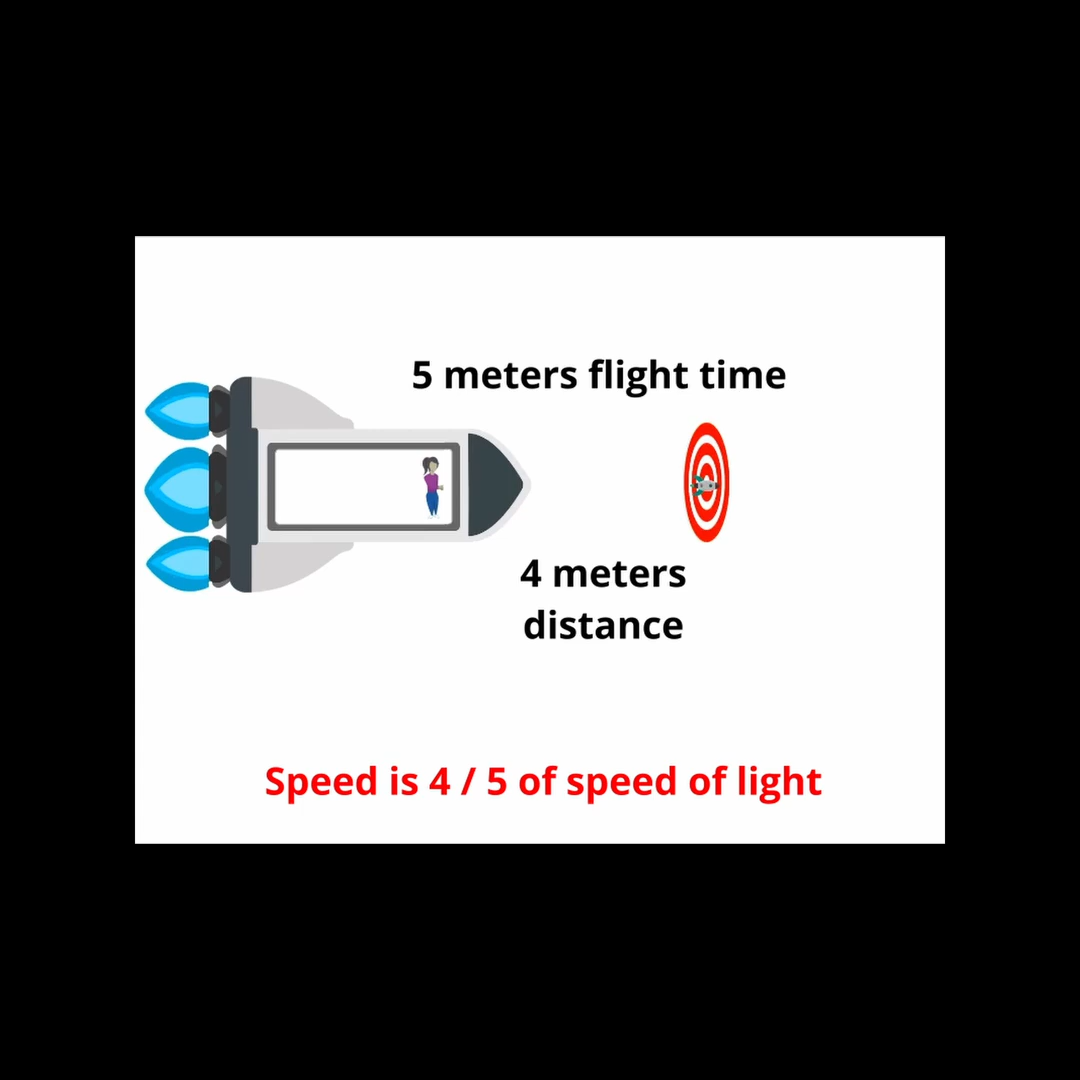 5 meters flight time
4 meters
distance
Speed is 4 / 5 of speed of light